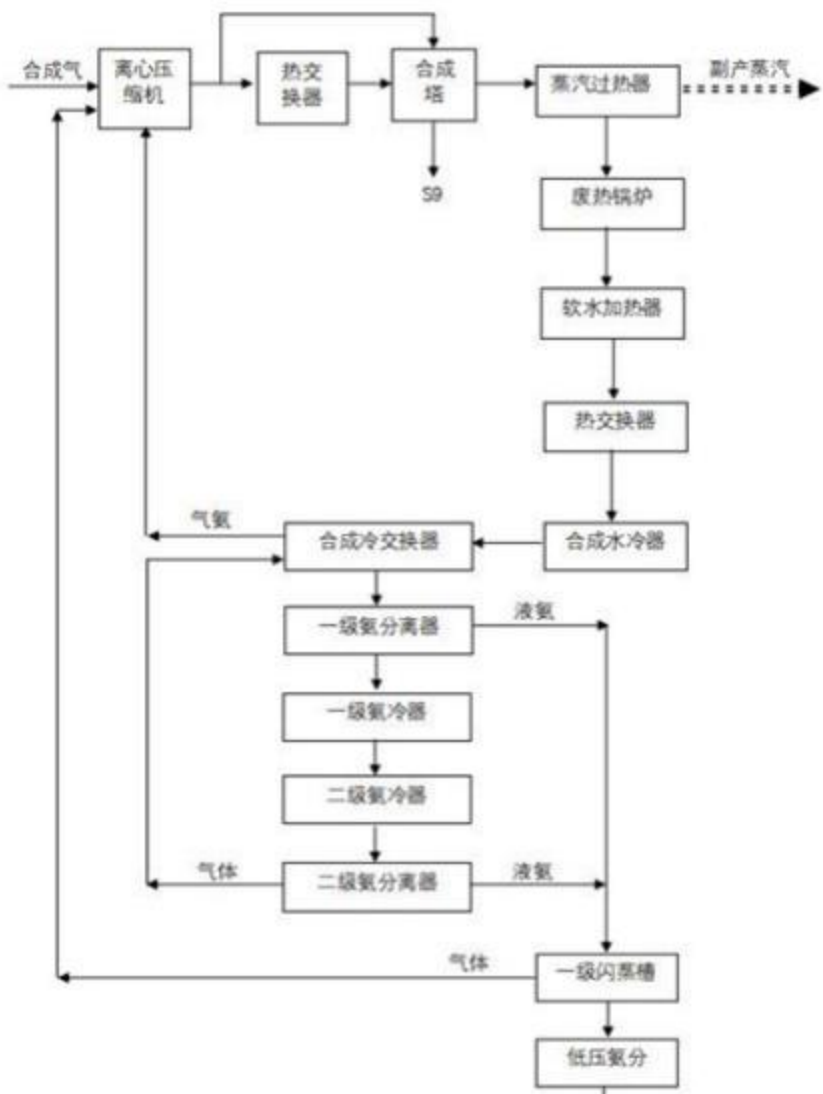 合成气
离心压
缩机
热交
换器
合成
塔
蒸汽过热器
副产蒸汽
S9
废热锅炉
软水加热器
热交换器
气氨
合成冷交换器
合成水冷器
一级氨分离器
液氨
一级氨冷器
二级氨冷器
气体
二级氨分离器
液氨
气体
一级闪蒸槽
低压氨分